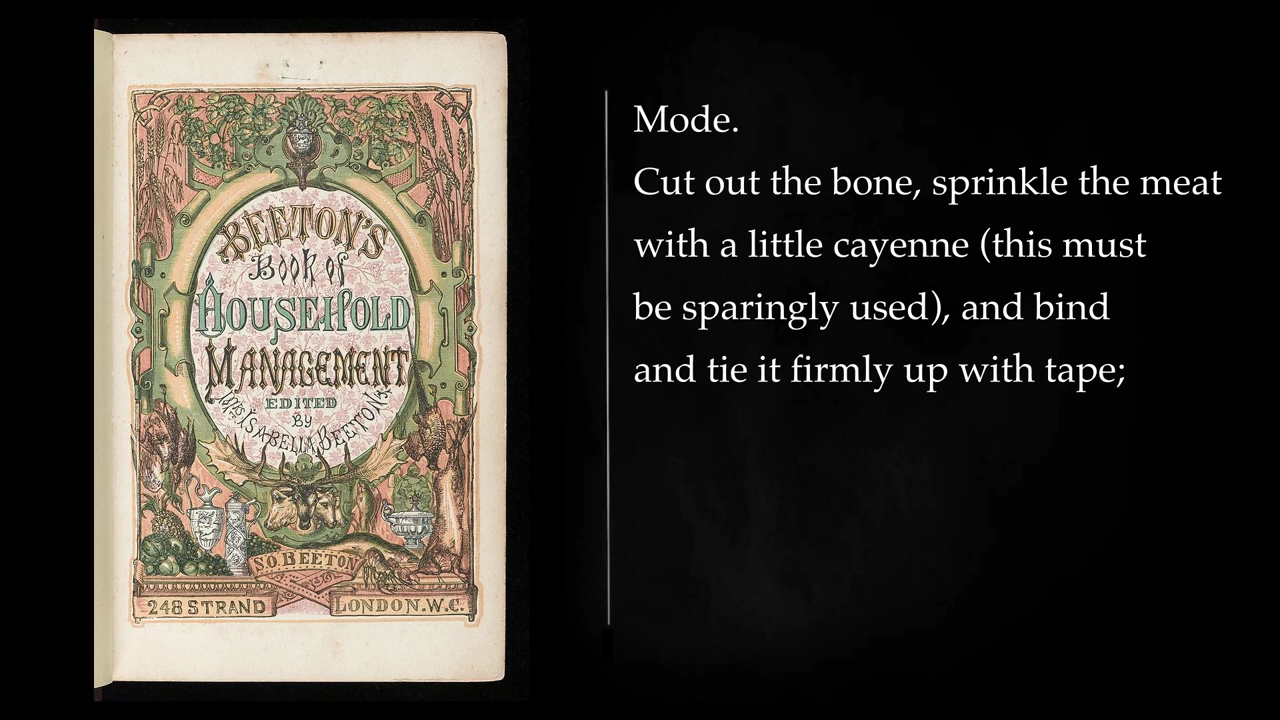 BEETON'S
Book of
HOUSEHOLD
MANAGEMENT
EDITED
BY
MRS ISABELLA BEETON
S.O. BEETON
248 STRAND
LONDON. W.C.
Mode.
Cut out the bone, sprinkle the meat
with a little cayenne (this must
be sparingly used), and bind
and tie it firmly up with tape;